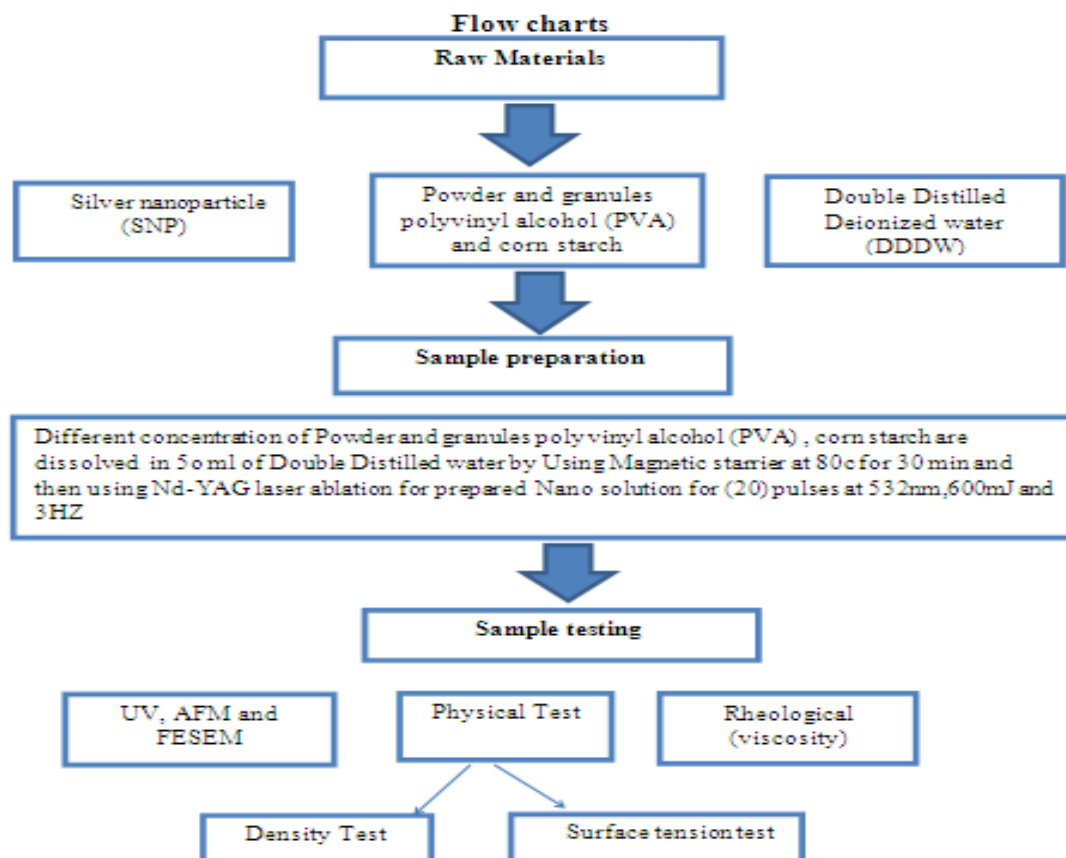 Flow charts
Raw Materials
Silver nanoparticle
(SNP)
Powder and granules
polyvinyl alcohol (PVA)
and corn starch
Double Distilled
Deionized water
(DDDW)
Sample preparation
Different concentration of Powder and granules polyvinyl alcohol (PVA) , corn starch are
dissolved in 5o ml of Double Distilled water by Using Magnetic starrier at 80c for 30 min and
then using Nd-YAG laser ablation for prepared Nano solution for (20) pulses at 532nm,600mJ and
3HZ
Sample testing
UV, AFM and
FESEM
Physical Test
Rheological
(viscosity)
Density Test
Surface tension test